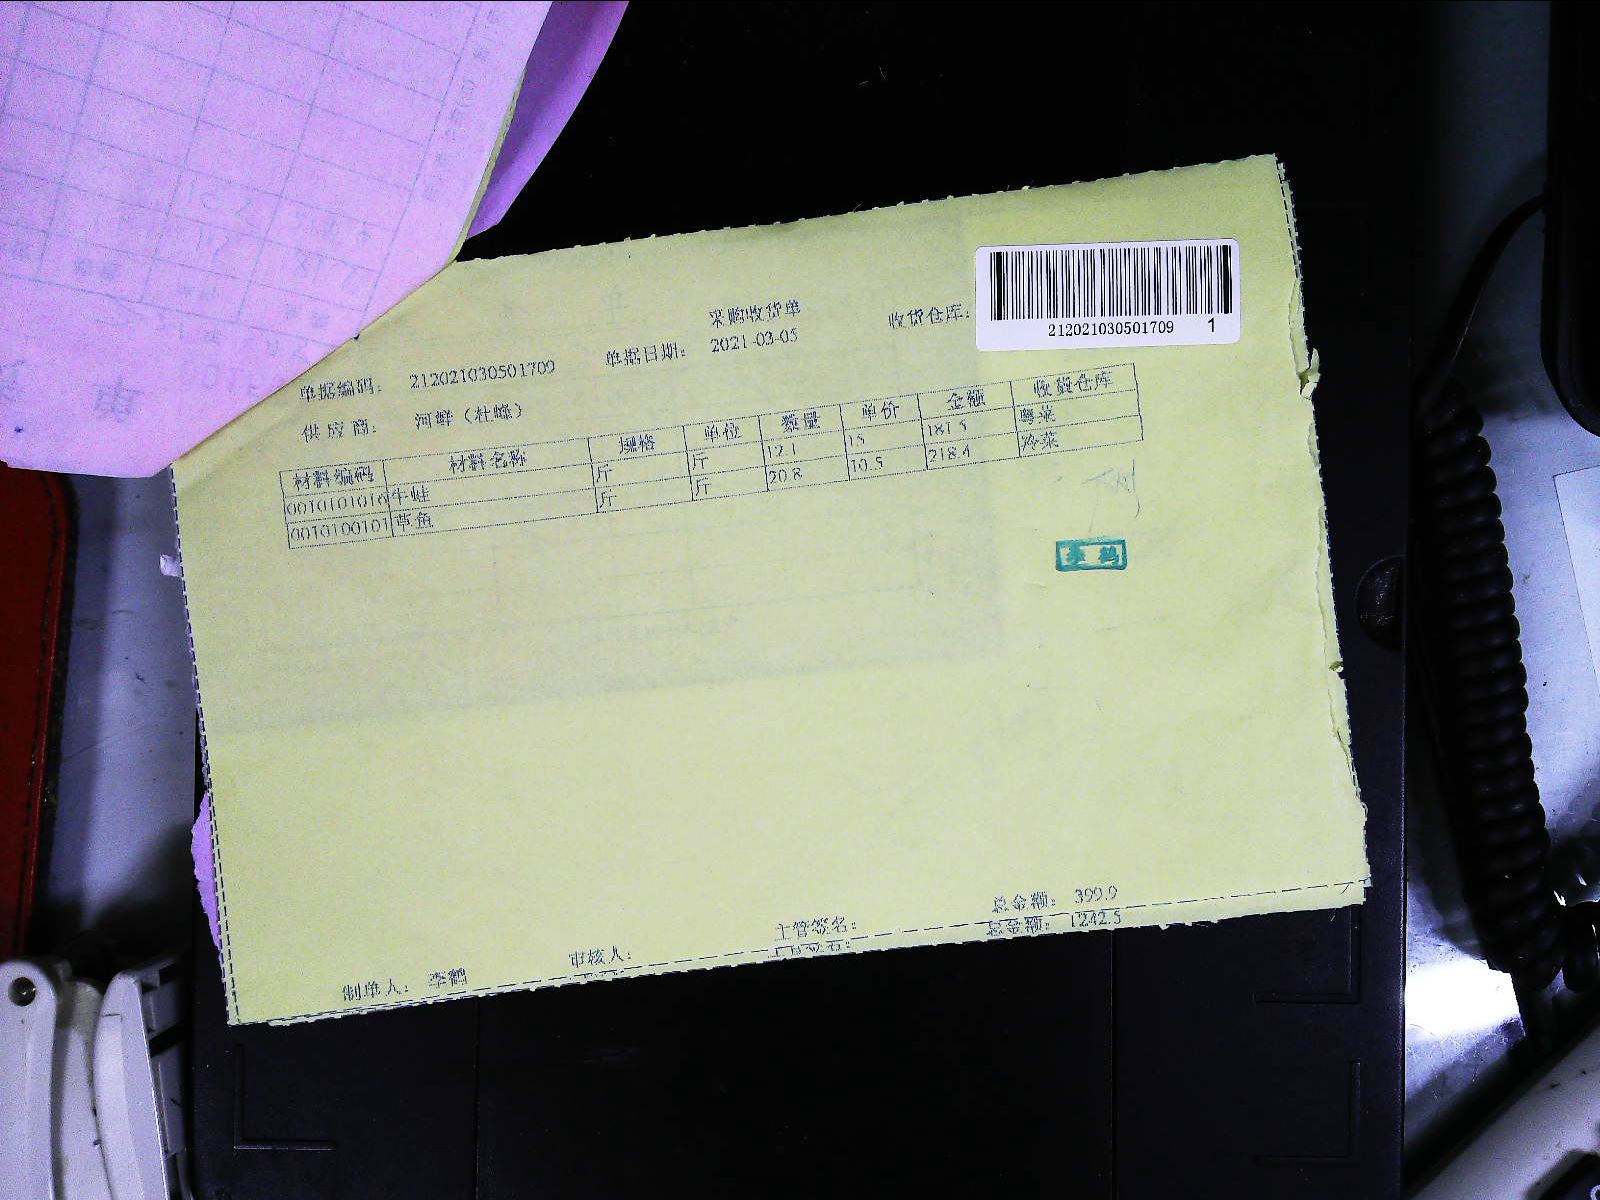 采购收货单
收货仓库:
212021030501709 1
单据编码: 212021030501709 单据日期: 2021-03-05
供应商: 河鲜（杜峰）
材料编码 材料名称 规格 单位 数量 单价 金额 收货仓库
0010101016 牛蛙 斤 斤 12.1 15 181.5 粤菜
0010100101 草鱼 斤 斤 20.8 10.5 218.4 冷菜
李鹤
总金额: 399.9
主管签名: 总金额: 1242.5
制单人: 李鹤 审核人: